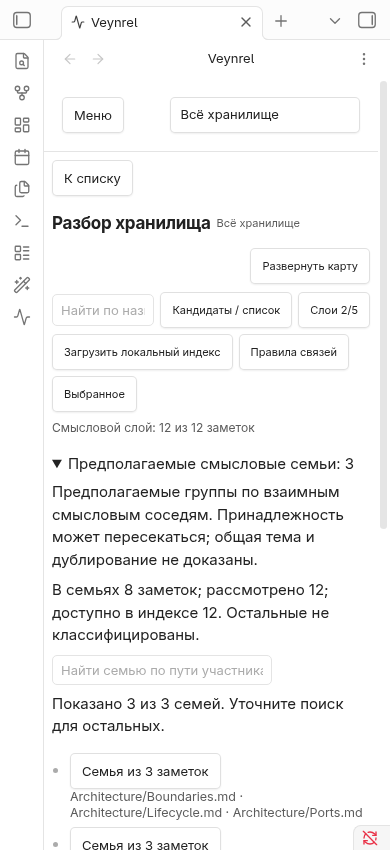 Veynrel
Veynrel
Меню
Всё хранилище
К списку
Разбор хранилища Всё хранилище
Развернуть карту
Найти по назв
Кандидаты / список
Слои 2/5
Загрузить локальный индекс
Правила связей
Выбранное
Смысловой слой: 12 из 12 заметок
▼ Предполагаемые смысловые семьи: 3
Предполагаемые группы по взаимным
смысловым соседям. Принадлежность
может пересекаться; общая тема и
дублирование не доказаны.
В семьях 8 заметок; рассмотрено 12;
доступно в индексе 12. Остальные не
классифицированы.
Найти семью по пути участника
Показано 3 из 3 семей. Уточните поиск
для остальных.
Семья из 3 заметок
Architecture/Boundaries.md ·
Architecture/Lifecycle.md · Architecture/Ports.md
Семья из 3 заметок